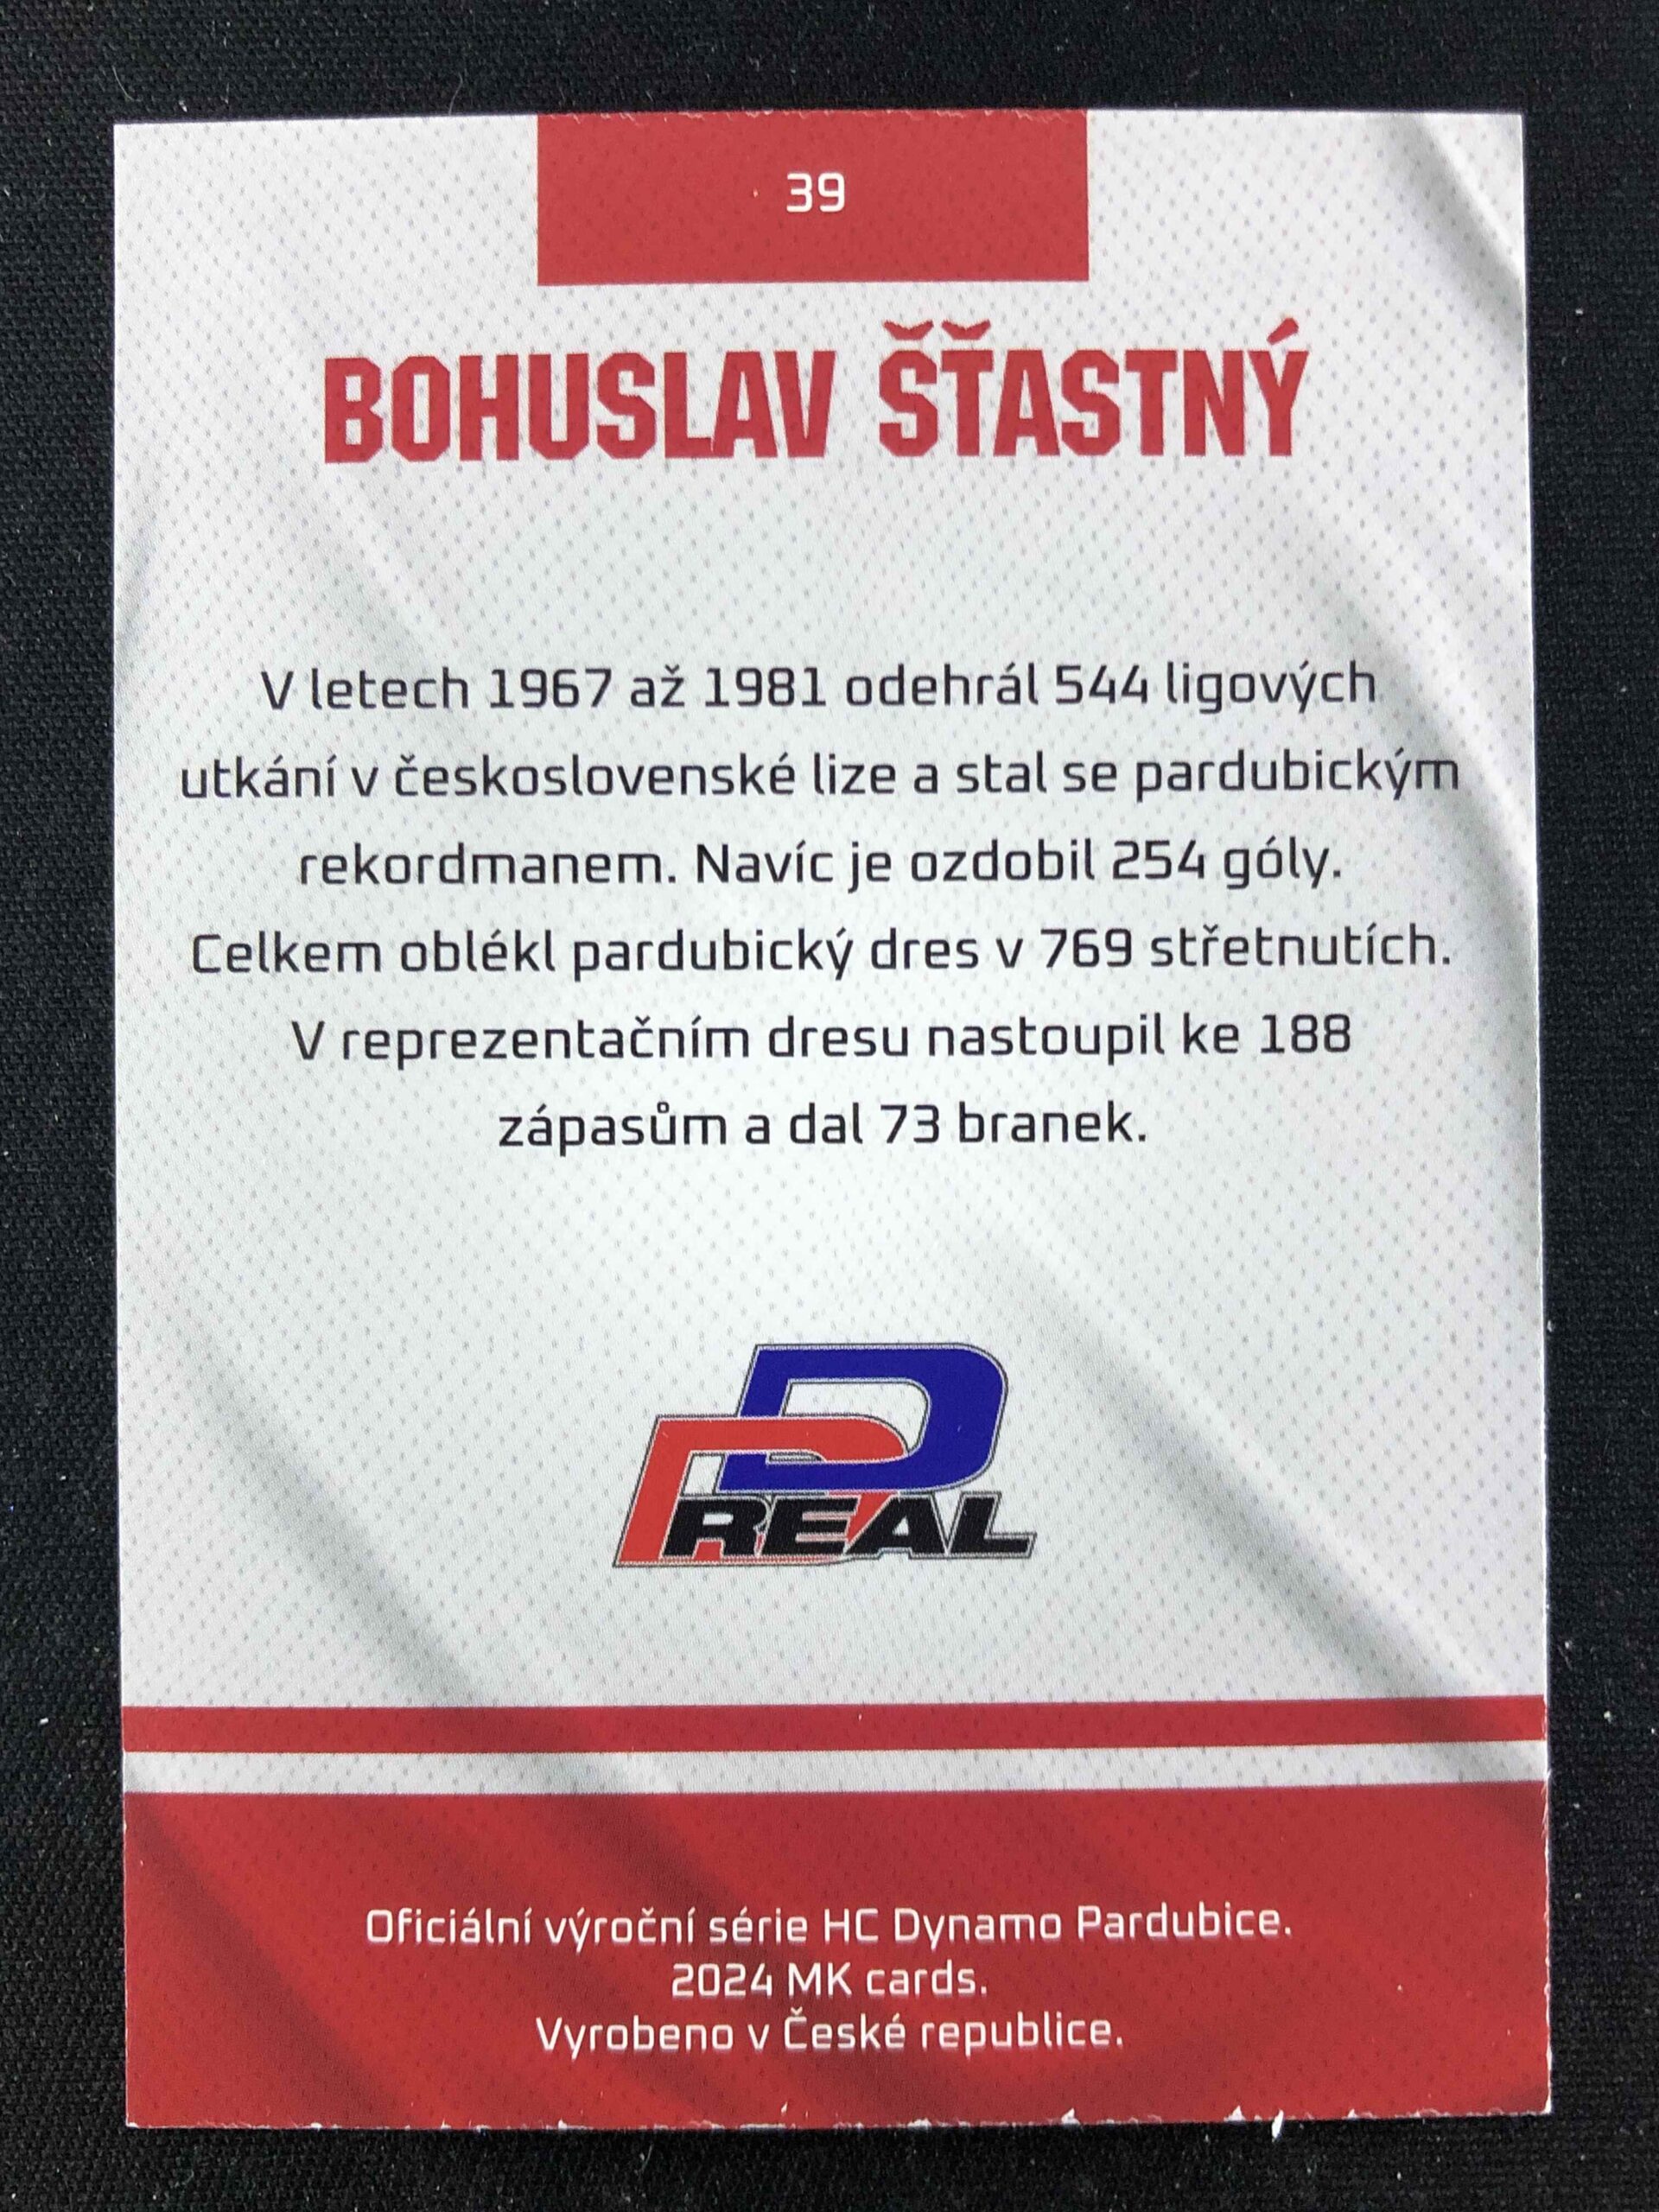 39
BOHUSLAV ŠŤASTNÝ
V letech 1967 až 1981 odehrál 544 ligových
utkání v československé lize a stal se pardubickým
rekordmanem. Navíc je ozdobil 254 góly.
Celkem oblékl pardubický dres v 769 střetnutích.
V reprezentačním dresu nastoupil ke 188
zápasům a dal 73 branek.
REAL
Oficiální výroční série HC Dynamo Pardubice.
2024 MK cards.
Vyrobeno v České republice.